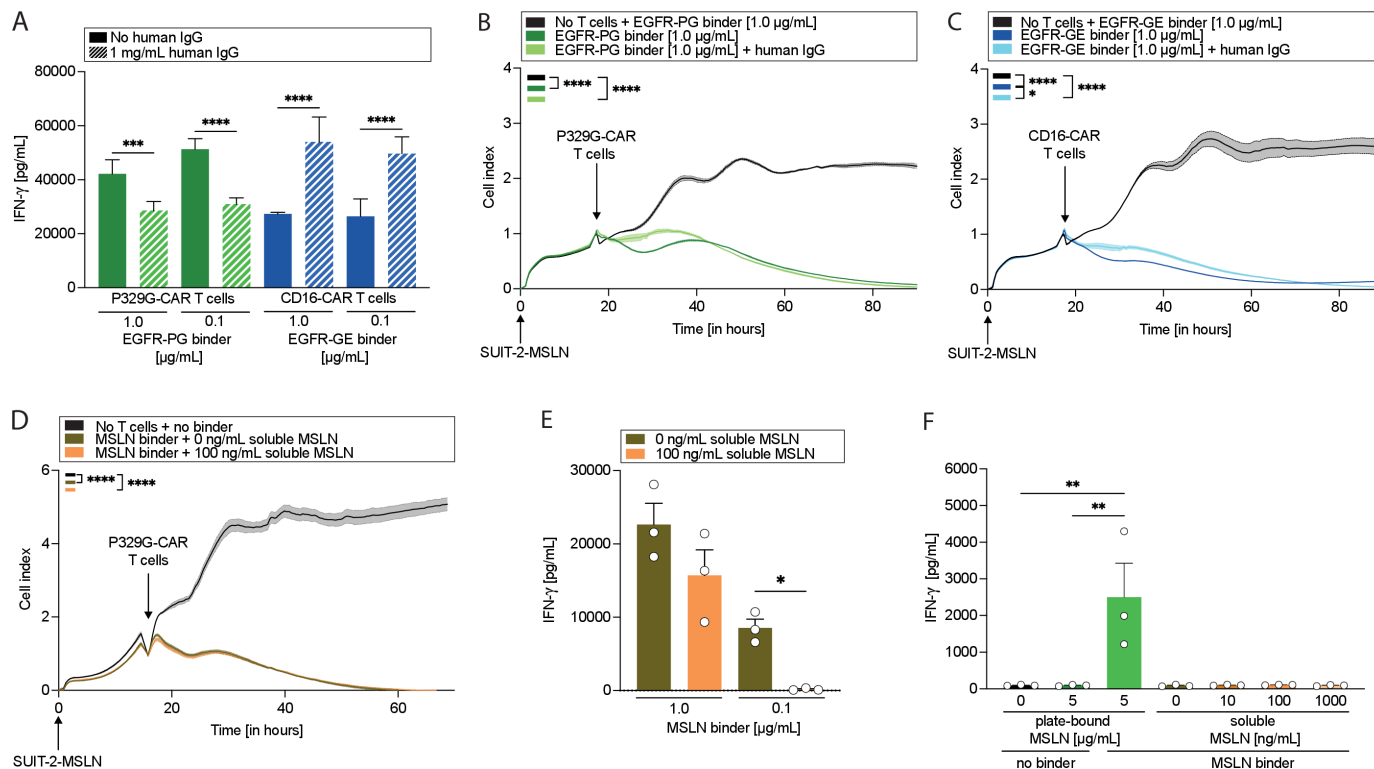 A
No human IgG
1 mg/mL human IgG
IFN-γ [pg/mL]
80000
60000
40000
20000
0
***
****
****
****
P329G-CAR T cells
CD16-CAR T cells
1.0
0.1
1.0
0.1
EGFR-PG binder
[µg/mL]
EGFR-GE binder
[µg/mL]
B
No T cells + EGFR-PG binder [1.0 µg/mL]
EGFR-PG binder [1.0 µg/mL]
EGFR-PG binder [1.0 µg/mL] + human IgG
Cell index
4
3
2
1
0
****
****
P329G-CAR
T cells
0
20
40
60
80
Time [in hours]
SUIT-2-MSLN
C
No T cells + EGFR-GE binder [1.0 µg/mL]
EGFR-GE binder [1.0 µg/mL]
EGFR-GE binder [1.0 µg/mL] + human IgG
Cell index
4
3
2
1
0
****
*
****
CD16-CAR
T cells
0
20
40
60
80
Time [in hours]
SUIT-2-MSLN
D
No T cells + no binder
MSLN binder + 0 ng/mL soluble MSLN
MSLN binder + 100 ng/mL soluble MSLN
Cell index
6
4
2
0
****
****
P329G-CAR
T cells
0
20
40
60
Time [in hours]
SUIT-2-MSLN
E
0 ng/mL soluble MSLN
100 ng/mL soluble MSLN
IFN-γ [pg/mL]
30000
20000
10000
0
*
1.0
0.1
MSLN binder [µg/mL]
F
IFN-γ [pg/mL]
6000
5000
4000
3000
2000
1000
0
**
**
0
5
5
0
10
100
1000
plate-bound
MSLN [µg/mL]
soluble
MSLN [ng/mL]
no binder
MSLN binder